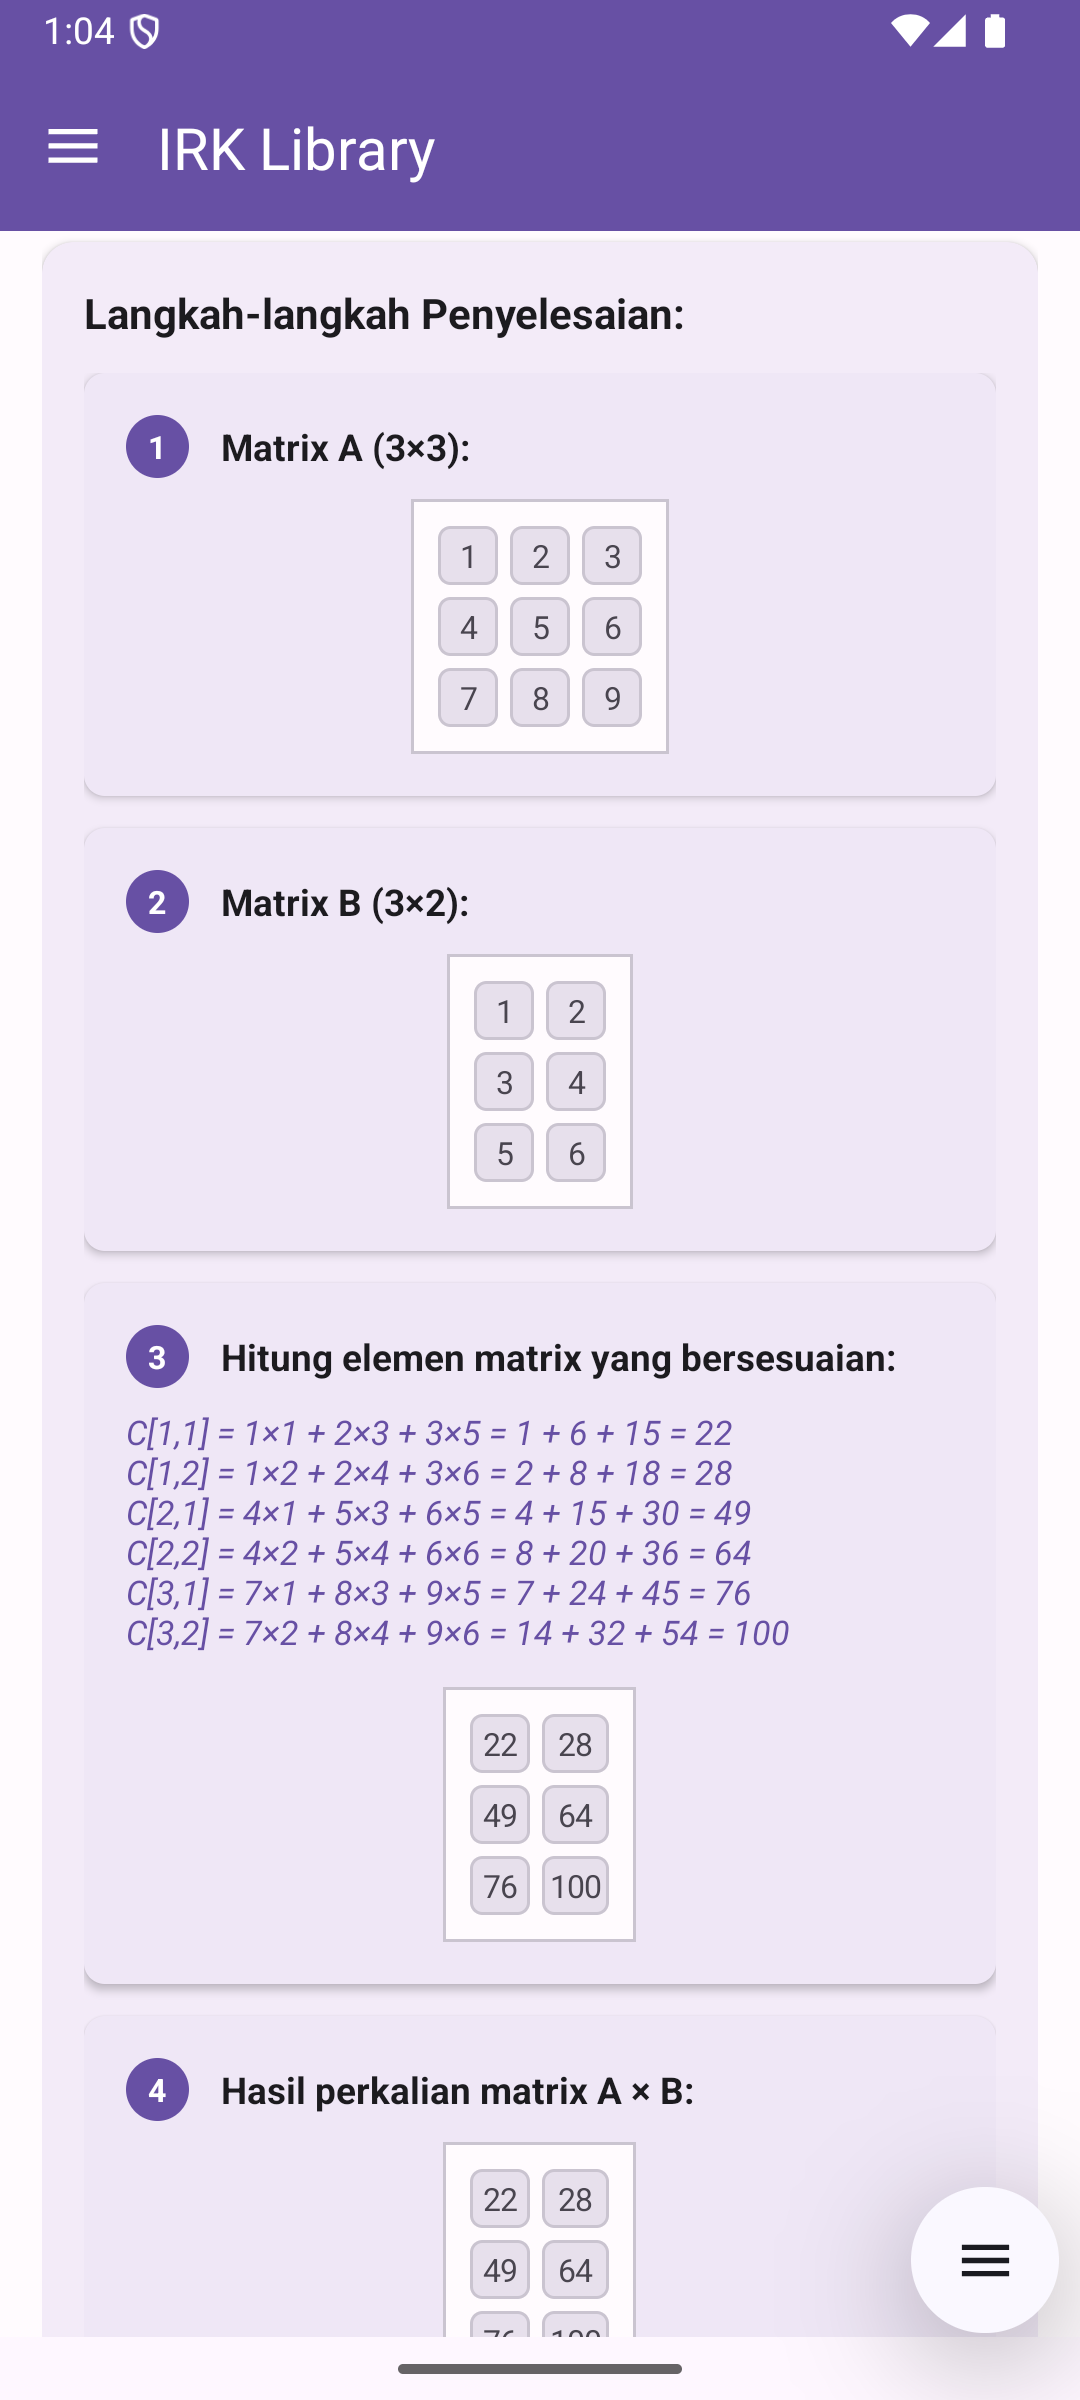 1:04
IRK Library
Langkah-langkah Penyelesaian:
1 Matrix A (3×3):
1 2 3
4 5 6
7 8 9
2 Matrix B (3×2):
1 2
3 4
5 6
3 Hitung elemen matrix yang bersesuaian:
C[1,1] = 1×1 + 2×3 + 3×5 = 1 + 6 + 15 = 22
C[1,2] = 1×2 + 2×4 + 3×6 = 2 + 8 + 18 = 28
C[2,1] = 4×1 + 5×3 + 6×5 = 4 + 15 + 30 = 49
C[2,2] = 4×2 + 5×4 + 6×6 = 8 + 20 + 36 = 64
C[3,1] = 7×1 + 8×3 + 9×5 = 7 + 24 + 45 = 76
C[3,2] = 7×2 + 8×4 + 9×6 = 14 + 32 + 54 = 100
22 28
49 64
76 100
4 Hasil perkalian matrix A × B:
22 28
49 64
76 100